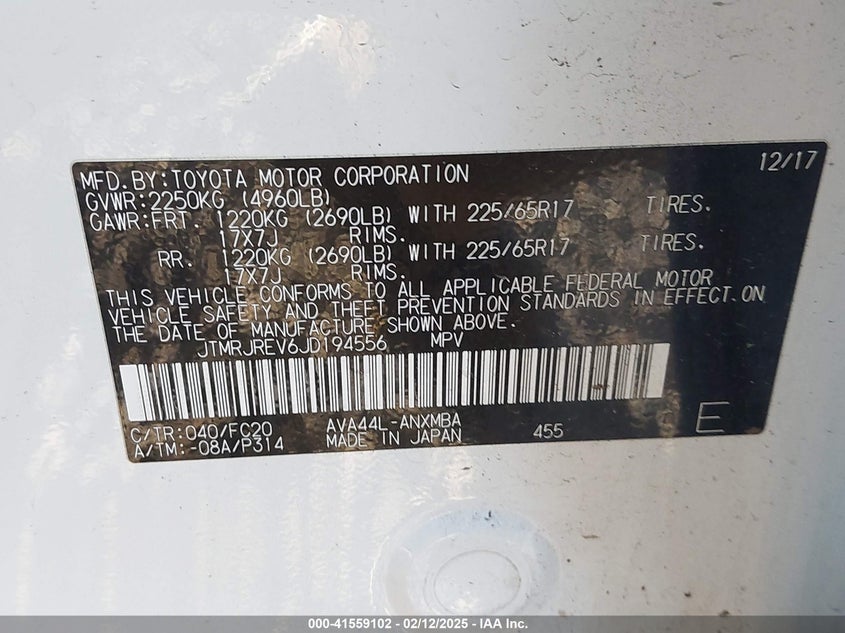 12/17
MFD.BY:TOYOTA MOTOR CORPORATION
GVWR:2250KG (4960LB)
GAWR:FRT. 1220KG (2690LB) WITH 225/65R17 TIRES.
17X7J RIMS.
RR. 1220KG (2690LB) WITH 225/65R17 TIRES.
17X7J RIMS.
THIS VEHICLE CONFORMS TO ALL APPLICABLE FEDERAL MOTOR
VEHICLE SAFETY AND THEFT PREVENTION STANDARDS IN EFFECT ON
THE DATE OF MANUFACTURE SHOWN ABOVE.
JTMRJREV6JD194556 MPV
C/TR:040/FC20 AVA44L-ANXMBA
A/TM:-08A/P314 MADE IN JAPAN 455 E
000-41559102 - 02/12/2025 - IAA Inc.